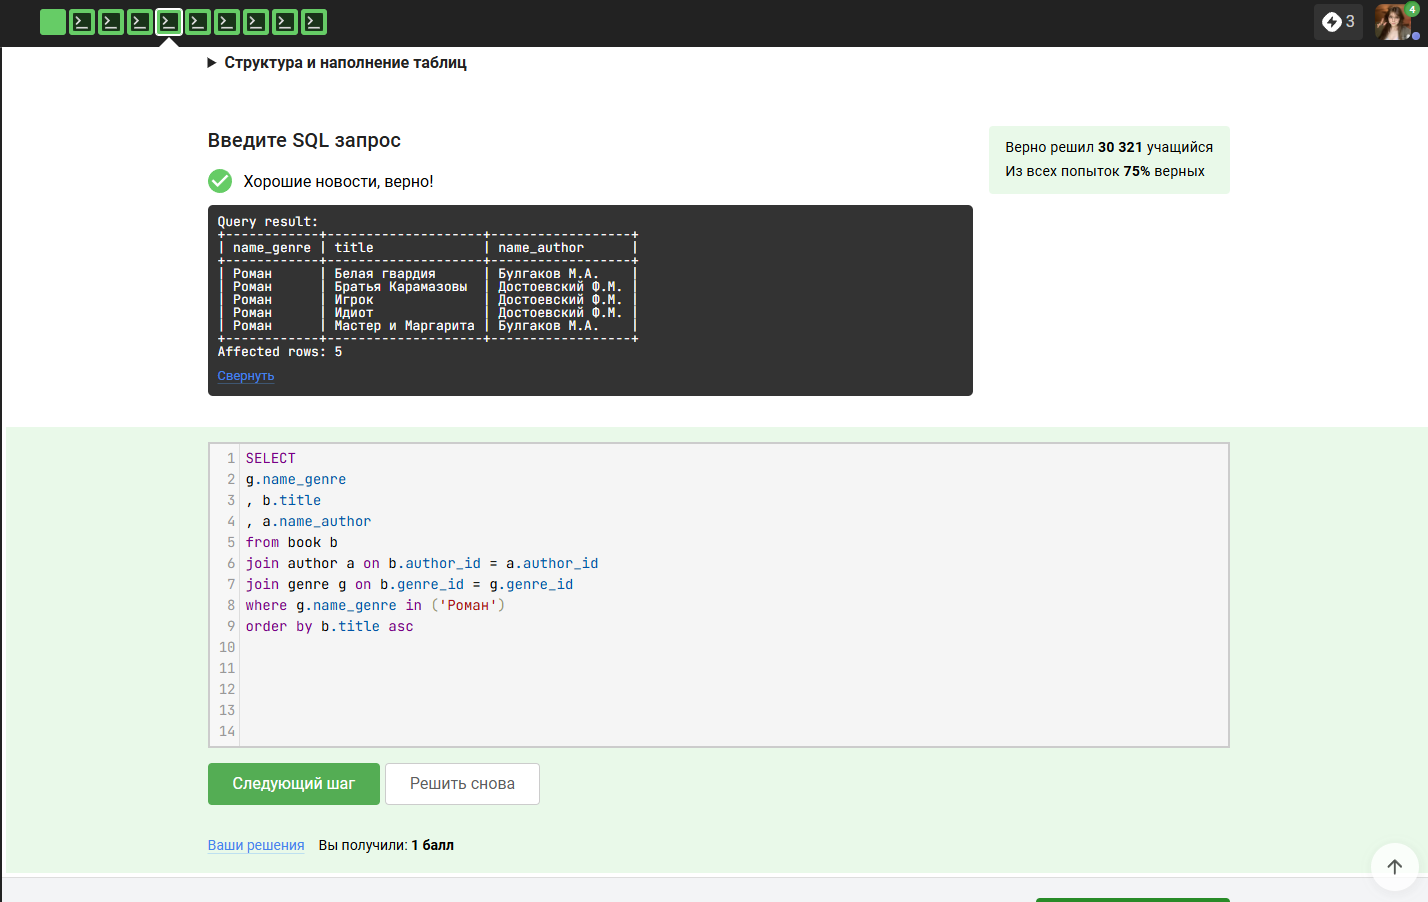 3
4
Структура и наполнение таблиц
Введите SQL запрос
Верно решил 30 321 учащийся
Из всех попыток 75% верных
Хорошие новости, верно!
Query result:
+------------+--------------------+------------------+
| name_genre | title              | name_author      |
+------------+--------------------+------------------+
| Роман      | Белая гвардия      | Булгаков М.А.    |
| Роман      | Братья Карамазовы  | Достоевский Ф.М. |
| Роман      | Игрок              | Достоевский Ф.М. |
| Роман      | Идиот              | Достоевский Ф.М. |
| Роман      | Мастер и Маргарита | Булгаков М.А.    |
+------------+--------------------+------------------+
Affected rows: 5
Свернуть
1 SELECT
2 g.name_genre
3 , b.title
4 , a.name_author
5 from book b
6 join author a on b.author_id = a.author_id
7 join genre g on b.genre_id = g.genre_id
8 where g.name_genre in ('Роман')
9 order by b.title asc
10
11
12
13
14
Следующий шаг
Решить снова
Ваши решения Вы получили: 1 балл